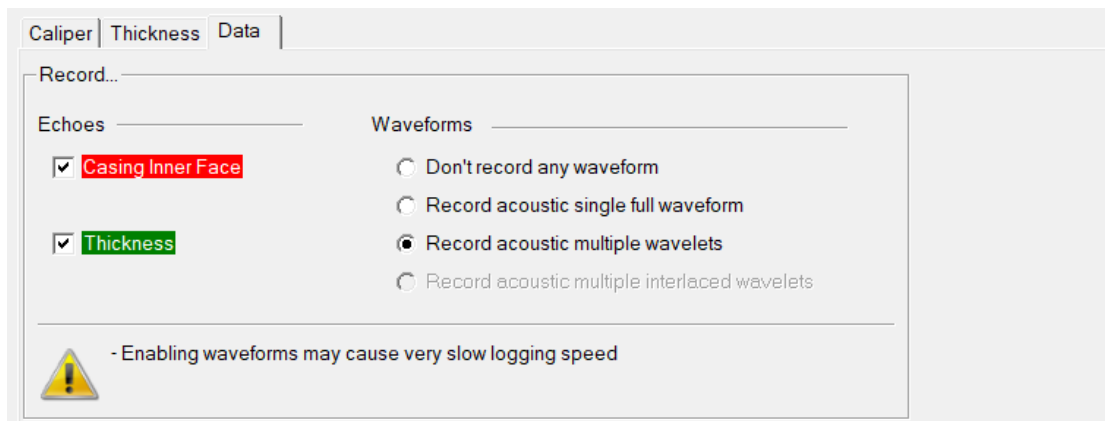 Caliper Thickness Data
Record...
Echoes Waveforms
Casing Inner Face Don't record any waveform
Record acoustic single full waveform
Thickness Record acoustic multiple wavelets
Record acoustic multiple interlaced wavelets
- Enabling waveforms may cause very slow logging speed